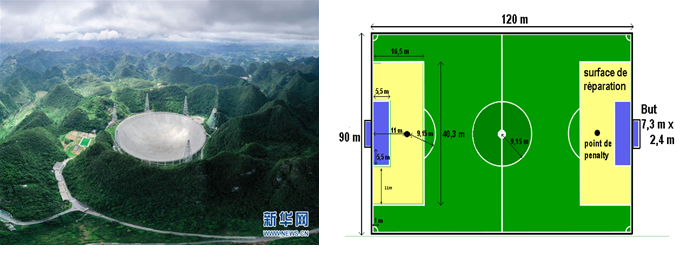 新华网
WWW.NEWS.CN
120 m
16,5 m
surface de
réparation
5,5 m
But
7,3 m x
2,4 m
90 m
11 m
9,15 m
40,3 m
9,15 m
point de
penalty
5,5 m
11m